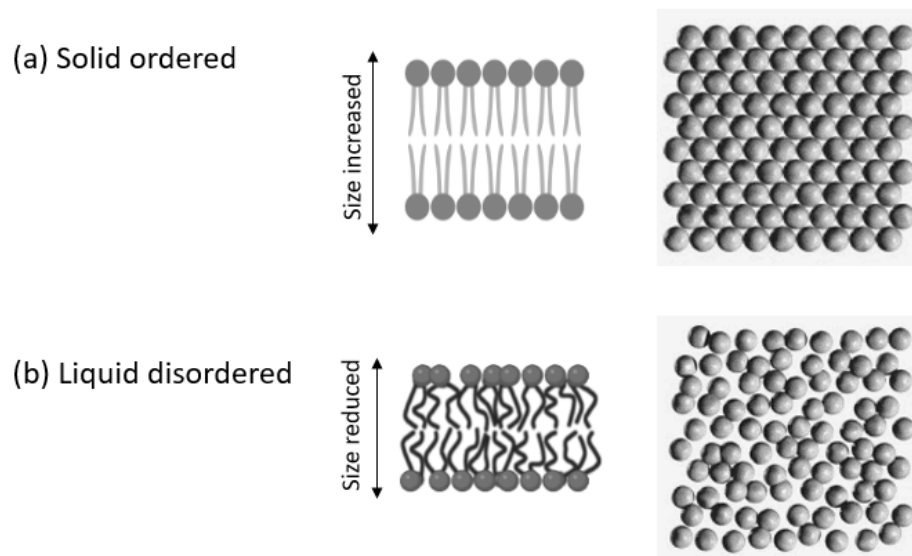 (a) Solid ordered
Size increased
(b) Liquid disordered
Size reduced